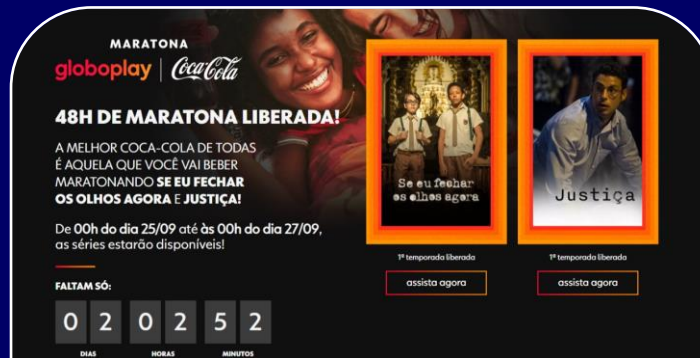 MARATONA
globoplay | Coca-Cola
48H DE MARATONA LIBERADA!
A MELHOR COCA-COLA DE TODAS
É AQUELA QUE VOCÊ VAI BEBER
MARATONANDO SE EU FECHAR
OS OLHOS AGORA E JUSTIÇA!
De 00h do dia 25/09 até às 00h do dia 27/09,
as séries estarão disponíveis!
FALTAM SÓ:
0 2 0 2 5 2
DIAS HORAS MINUTOS
Se eu fechar
os olhos agora
1ª temporada liberada
assista agora
Justiça
1ª temporada liberada
assista agora